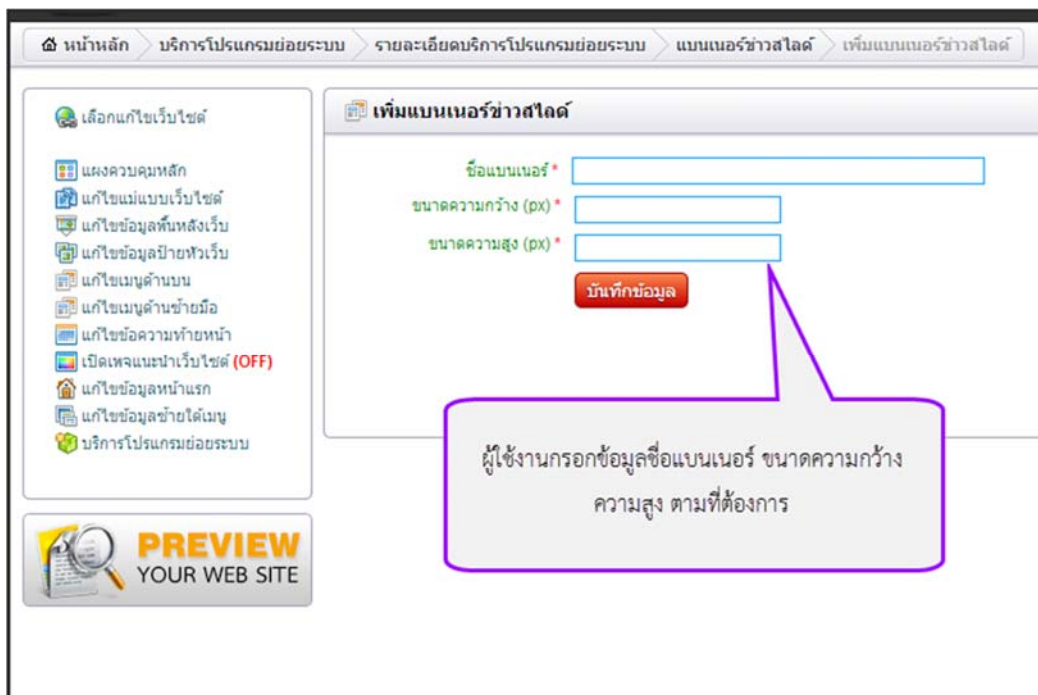 หน้าหลัก บริการโปรแกรมย่อยระบบ รายละเอียดบริการโปรแกรมย่อยระบบ แบนเนอร์ข่าวสไลด์ เพิ่มแบนเนอร์ข่าวสไลด์
เลือกแก้ไขเว็บไซต์
แผงควบคุมหลัก
แก้ไขแม่แบบเว็บไซต์
แก้ไขข้อมูลพื้นหลังเว็บ
แก้ไขข้อมูลป้ายหัวเว็บ
แก้ไขเมนูด้านบน
แก้ไขเมนูด้านซ้ายมือ
แก้ไขข้อความท้ายหน้า
เปิดเพจแนะนำเว็บไซต์ (OFF)
แก้ไขข้อมูลหน้าแรก
แก้ไขข้อมูลซ้ายใต้เมนู
บริการโปรแกรมย่อยระบบ
PREVIEW
YOUR WEB SITE
เพิ่มแบนเนอร์ข่าวสไลด์
ชื่อแบนเนอร์ *
ขนาดความกว้าง (px) *
ขนาดความสูง (px) *
บันทึกข้อมูล
ผู้ใช้งานกรอกข้อมูลชื่อแบนเนอร์ ขนาดความกว้าง
ความสูง ตามที่ต้องการ